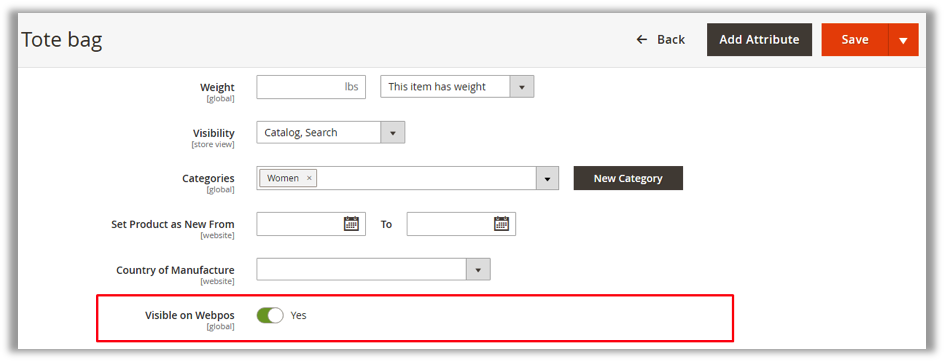 Tote bag
Back
Add Attribute
Save
Weight
[global]
lbs
This item has weight
Visibility
[store view]
Catalog, Search
Categories
[global]
Women ×
New Category
Set Product as New From
[website]
To
Country of Manufacture
[website]
Visible on Webpos
[global]
Yes